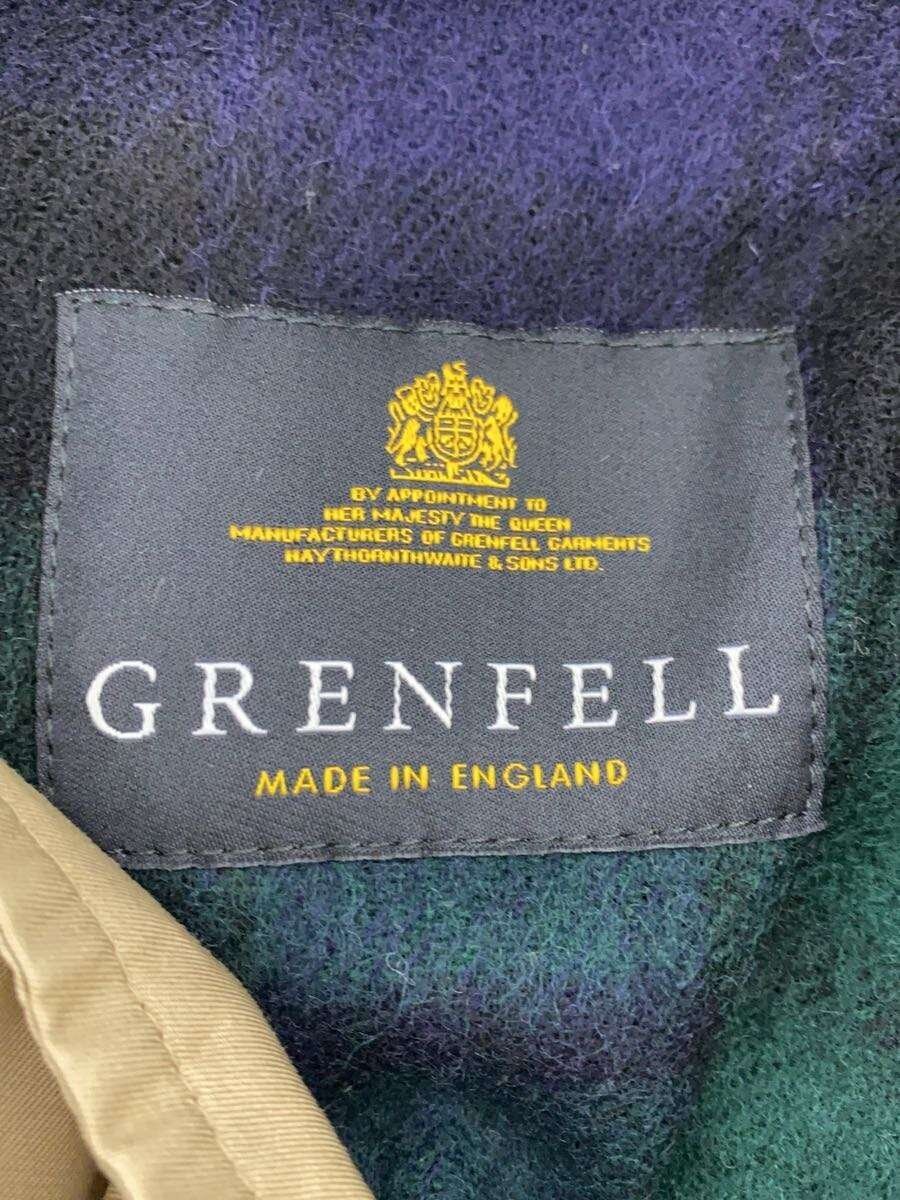 BY APPOINTMENT TO
HER MAJESTY THE QUEEN
MANUFACTURERS OF GRENFELL GARMENTS
HAYTHORNTHWAITE & SONS LTD.
GRENFELL
MADE IN ENGLAND